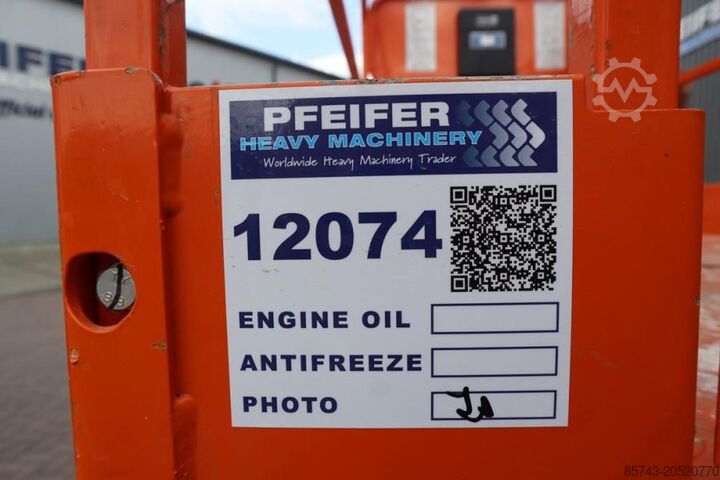 PFEIFER
HEAVY MACHINERY
Worldwide Heavy Machinery Trader
12074
ENGINE OIL
ANTIFREEZE
PHOTO
85743-20520770